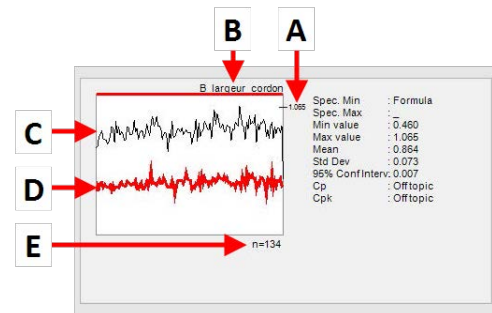 B A
B_largeur_cordon
1.065
Spec. Min : Formula
Spec. Max : _
Min value : 0.460
Max value : 1.065
Mean : 0.864
Std Dev : 0.073
95% ConfInterv: 0.007
Cp : Offtopic
Cpk : Offtopic
C
D
E
n=134